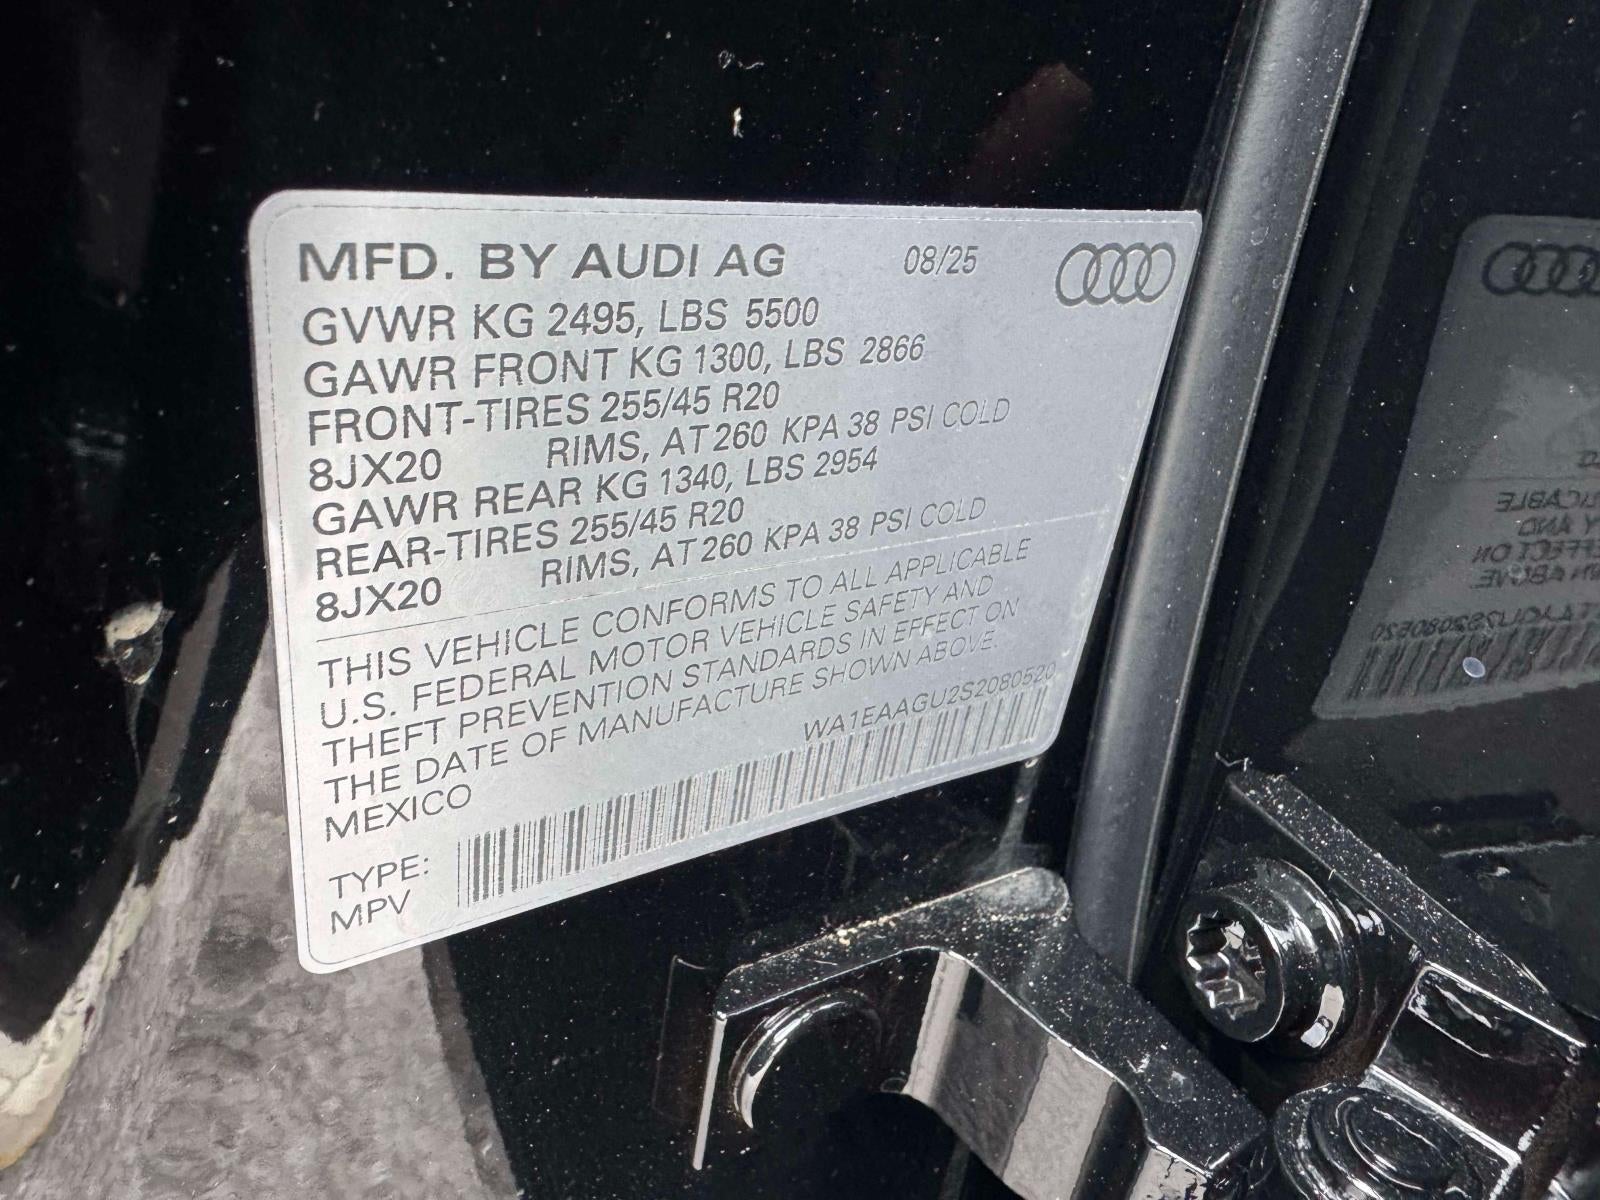 MFD. BY AUDI AG 08/25
GVWR KG 2495, LBS 5500
GAWR FRONT KG 1300, LBS 2866
FRONT-TIRES 255/45 R20
8JX20 RIMS, AT 260 KPA 38 PSI COLD
GAWR REAR KG 1340, LBS 2954
REAR-TIRES 255/45 R20
8JX20 RIMS, AT 260 KPA 38 PSI COLD
THIS VEHICLE CONFORMS TO ALL APPLICABLE
U.S. FEDERAL MOTOR VEHICLE SAFETY AND
THEFT PREVENTION STANDARDS IN EFFECT ON
THE DATE OF MANUFACTURE SHOWN ABOVE.
MEXICO WA1EAAGU2S2080520
TYPE:
MPV